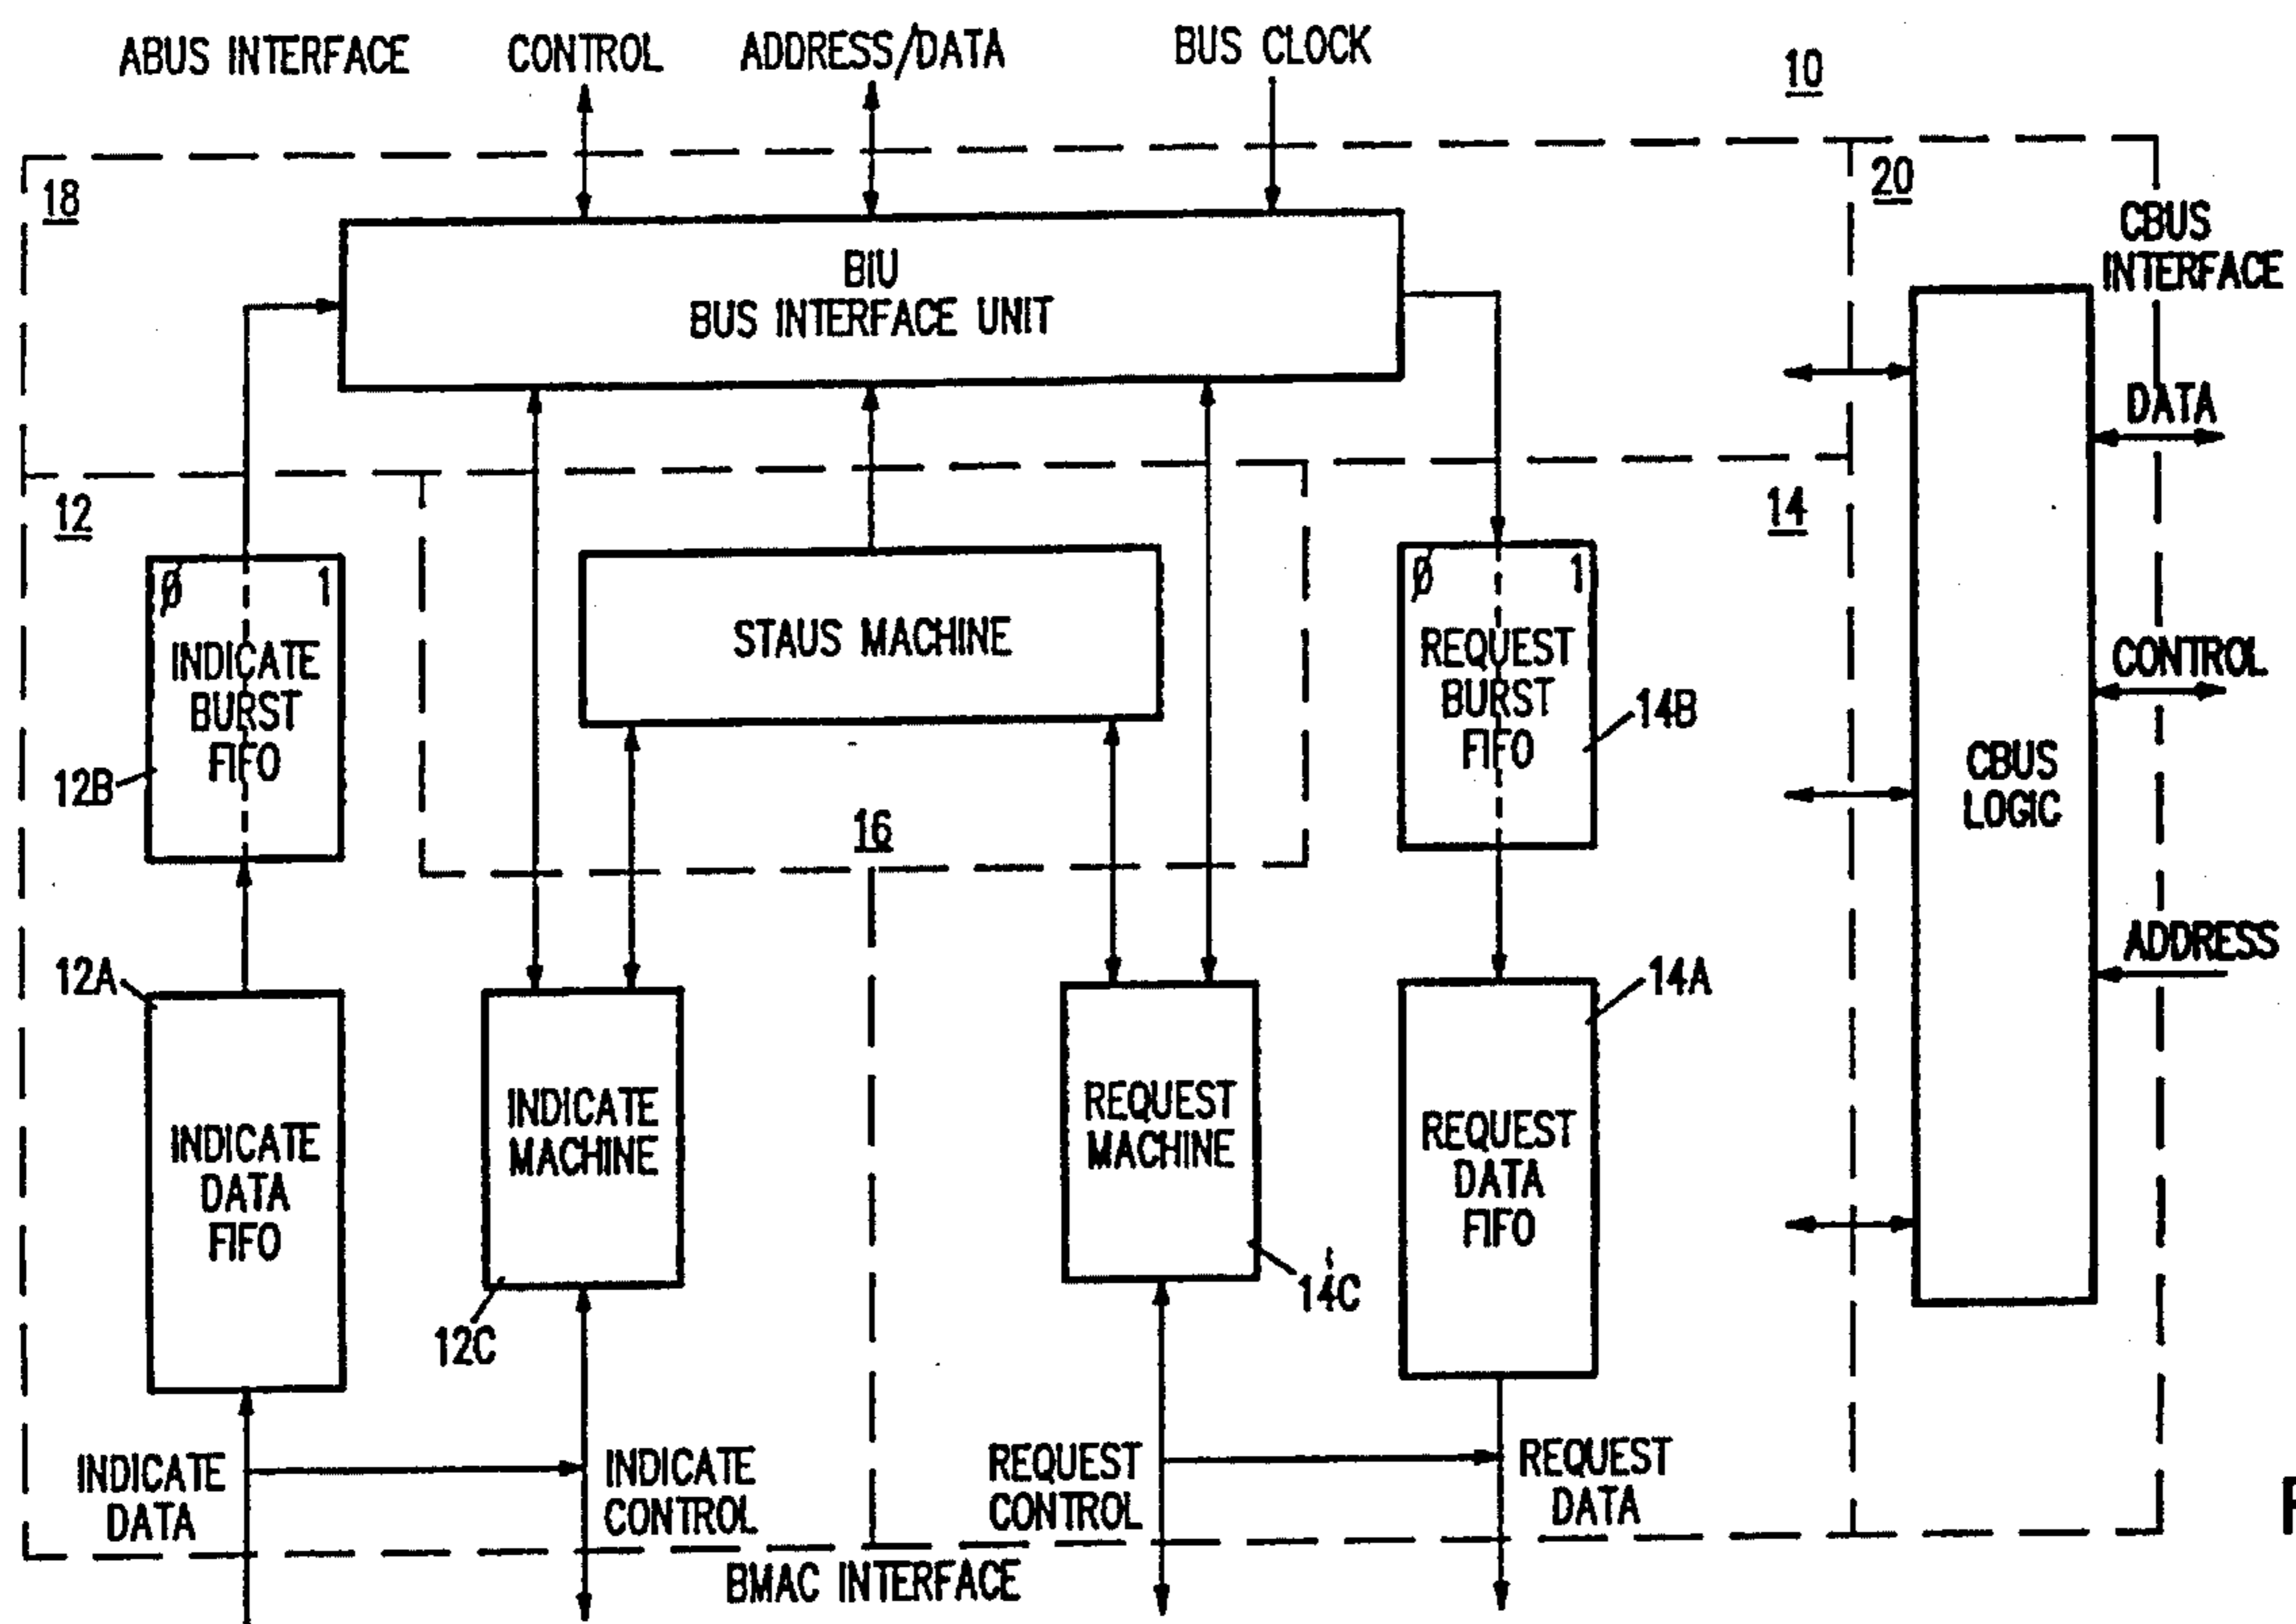 ABUS INTERFACE
CONTROL
ADDRESS/DATA
BUS CLOCK
10
18
20
CBUS
INTERFACE
BIU
BUS INTERFACE UNIT
DATA
12
14
Ø 1
INDICATE
BURST
FIFO
12B
STAUS MACHINE
16
Ø 1
REQUEST
BURST
FIFO
14B
CONTROL
CBUS
LOGIC
ADDRESS
12A
INDICATE
DATA
FIFO
INDICATE
MACHINE
12C
REQUEST
MACHINE
14C
14A
REQUEST
DATA
FIFO
INDICATE
DATA
INDICATE
CONTROL
REQUEST
CONTROL
REQUEST
DATA
BMAC INTERFACE